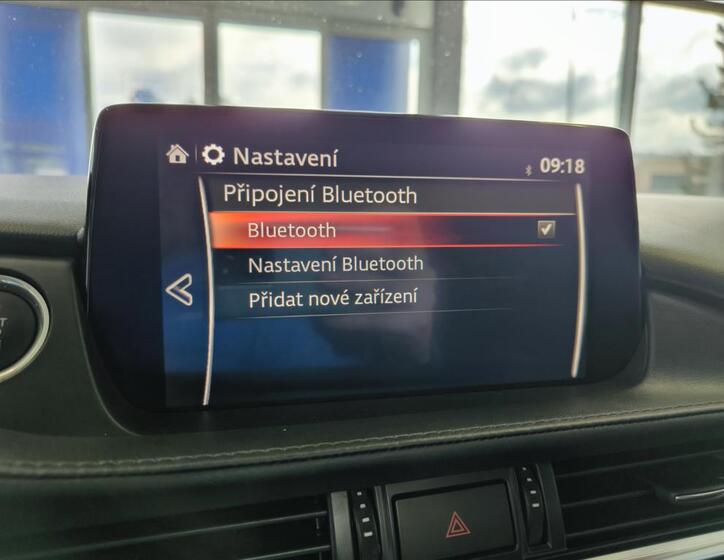 Nastavení
09:18
Připojení Bluetooth
Bluetooth
Nastavení Bluetooth
Přidat nové zařízení